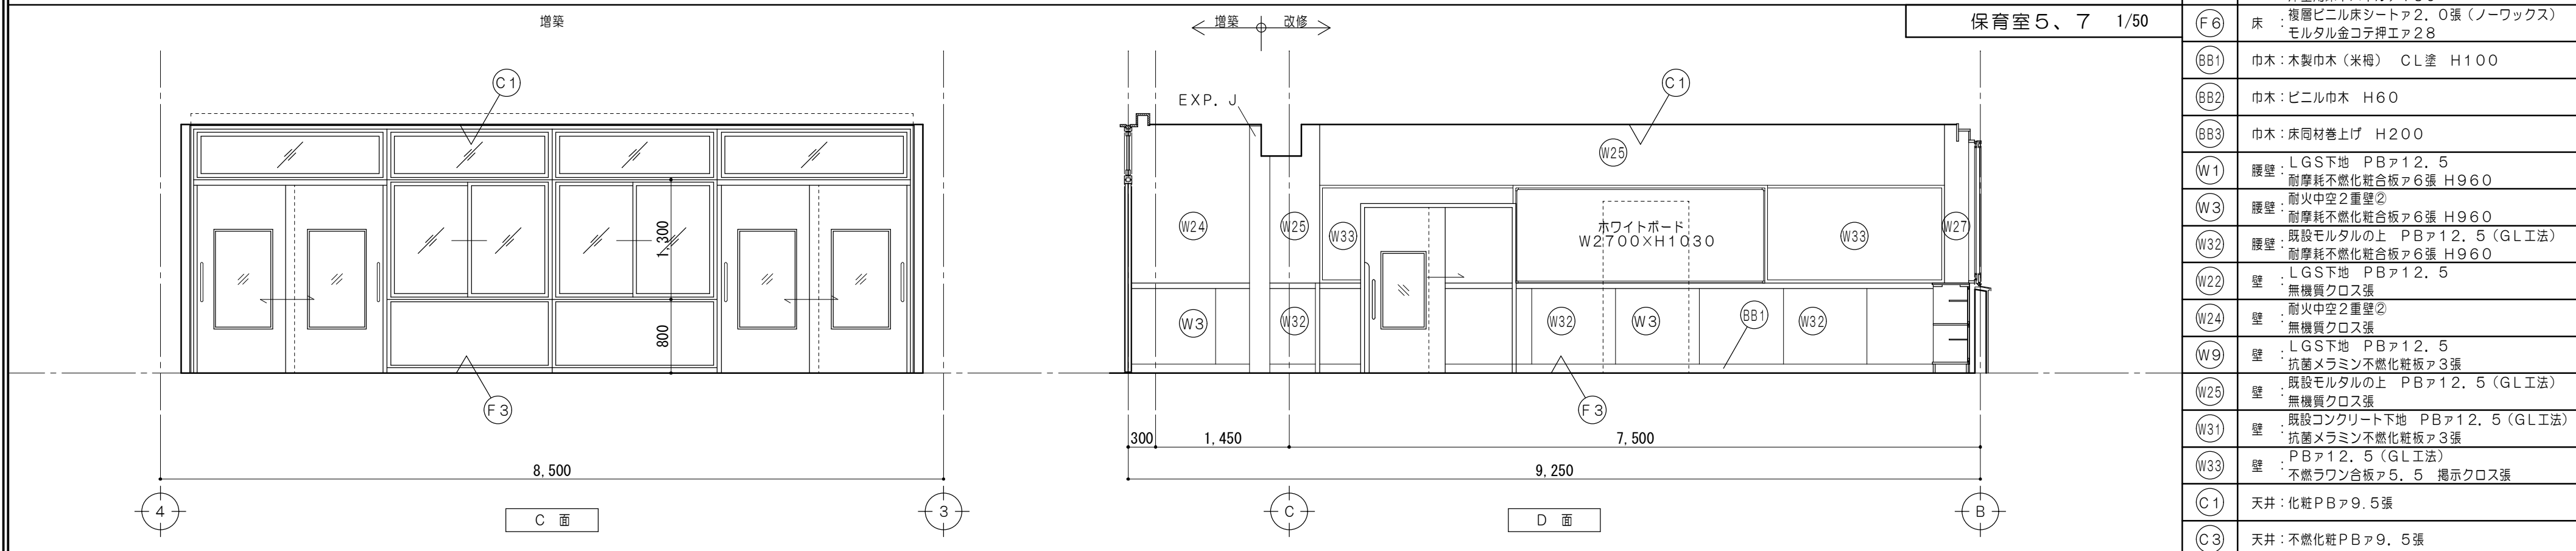 増築
増築 改修
保育室５、７ 1/50
C1
C1
EXP．J
W25
W24
W25
W33
ホワイトボード
W2700×H1030
W33
W27
1,300
W3
W32
W32
W3
BB1
W32
800
F3
F3
300
1,450
7,500
8,500
9,250
4
3
C
B
C 面
D 面
F6 床：複層ビニル床シートァ2．0張（ノーワックス）
モルタル金コテ押エァ28
BB1 巾木：木製巾木（米栂） CL塗 H100
BB2 巾木：ビニル巾木 H60
BB3 巾木：床同材巻上げ H200
W1 腰壁：LGS下地 PBァ12．5
耐摩耗不燃化粧合板ァ6張 H960
W3 腰壁：耐火中空2重壁②
耐摩耗不燃化粧合板ァ6張 H960
W32 腰壁：既設モルタルの上 PBァ12．5（GL工法）
耐摩耗不燃化粧合板ァ6張 H960
W22 壁：LGS下地 PBァ12．5
無機質クロス張
W24 壁：耐火中空2重壁②
無機質クロス張
W9 壁：LGS下地 PBァ12．5
抗菌メラミン不燃化粧板ァ3張
W25 壁：既設モルタルの上 PBァ12．5（GL工法）
無機質クロス張
W31 壁：既設コンクリート下地 PBァ12．5（GL工法）
抗菌メラミン不燃化粧板ァ3張
W33 壁：PBァ12．5（GL工法）
不燃ラワン合板ァ5．5 掲示クロス張
C1 天井：化粧PBァ9.5張
C3 天井：不燃化粧PBァ9．5張